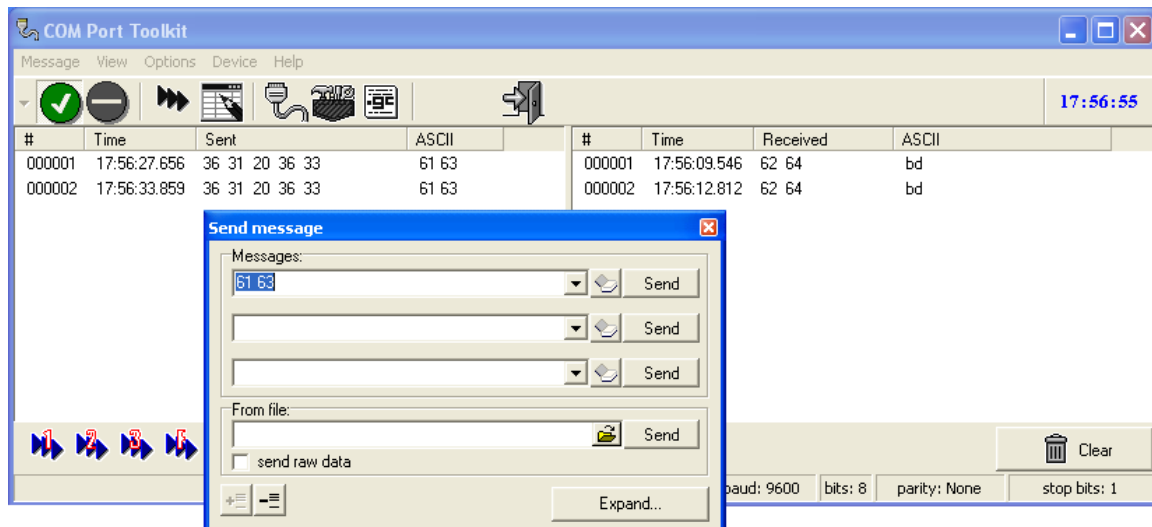 COM Port Toolkit
Message View Options Device Help
17:56:55
# Time Sent ASCII # Time Received ASCII
000001 17:56:27.656 36 31 20 36 33 61 63 000001 17:56:09.546 62 64 bd
000002 17:56:33.859 36 31 20 36 33 61 63 000002 17:56:12.812 62 64 bd
Send message
Messages:
61 63 Send
Send
Send
From file:
Send
send raw data
1 2 3 Clear
Expand...
baud: 9600 bits: 8 parity: None stop bits: 1